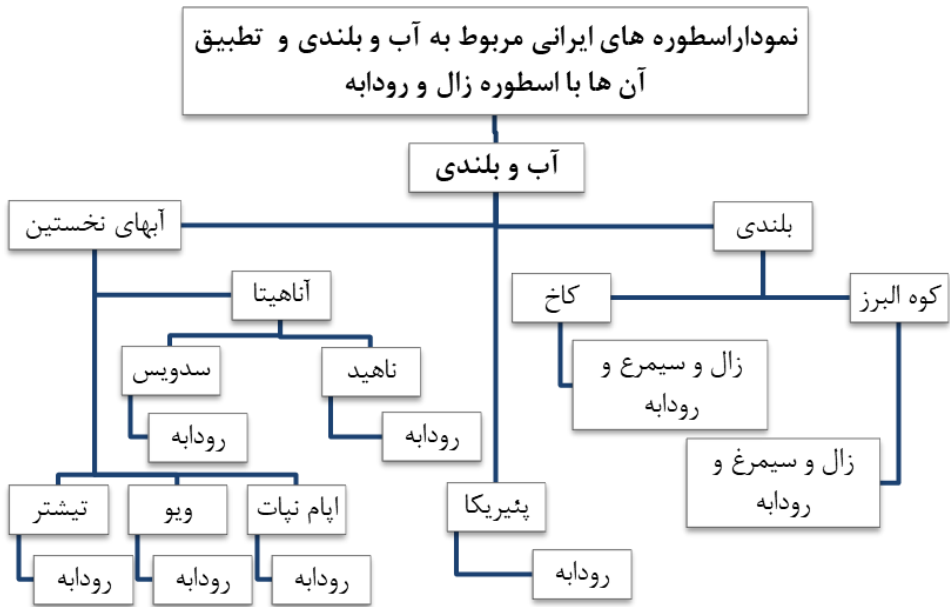 نموداراسطوره های ایرانی مربوط به آب و بلندی و تطبیق
آن ها با اسطوره زال و رودابه
آب و بلندی
بلندی
آبهای نخستین
کوه البرز
کاخ
آناهیتا
زال و سیمرع و
رودابه
ناهید
سدویس
رودابه
رودابه
زال و سیمرغ و
رودابه
پئیریکا
اپام نپات
ویو
تیشتر
رودابه
رودابه
رودابه
رودابه